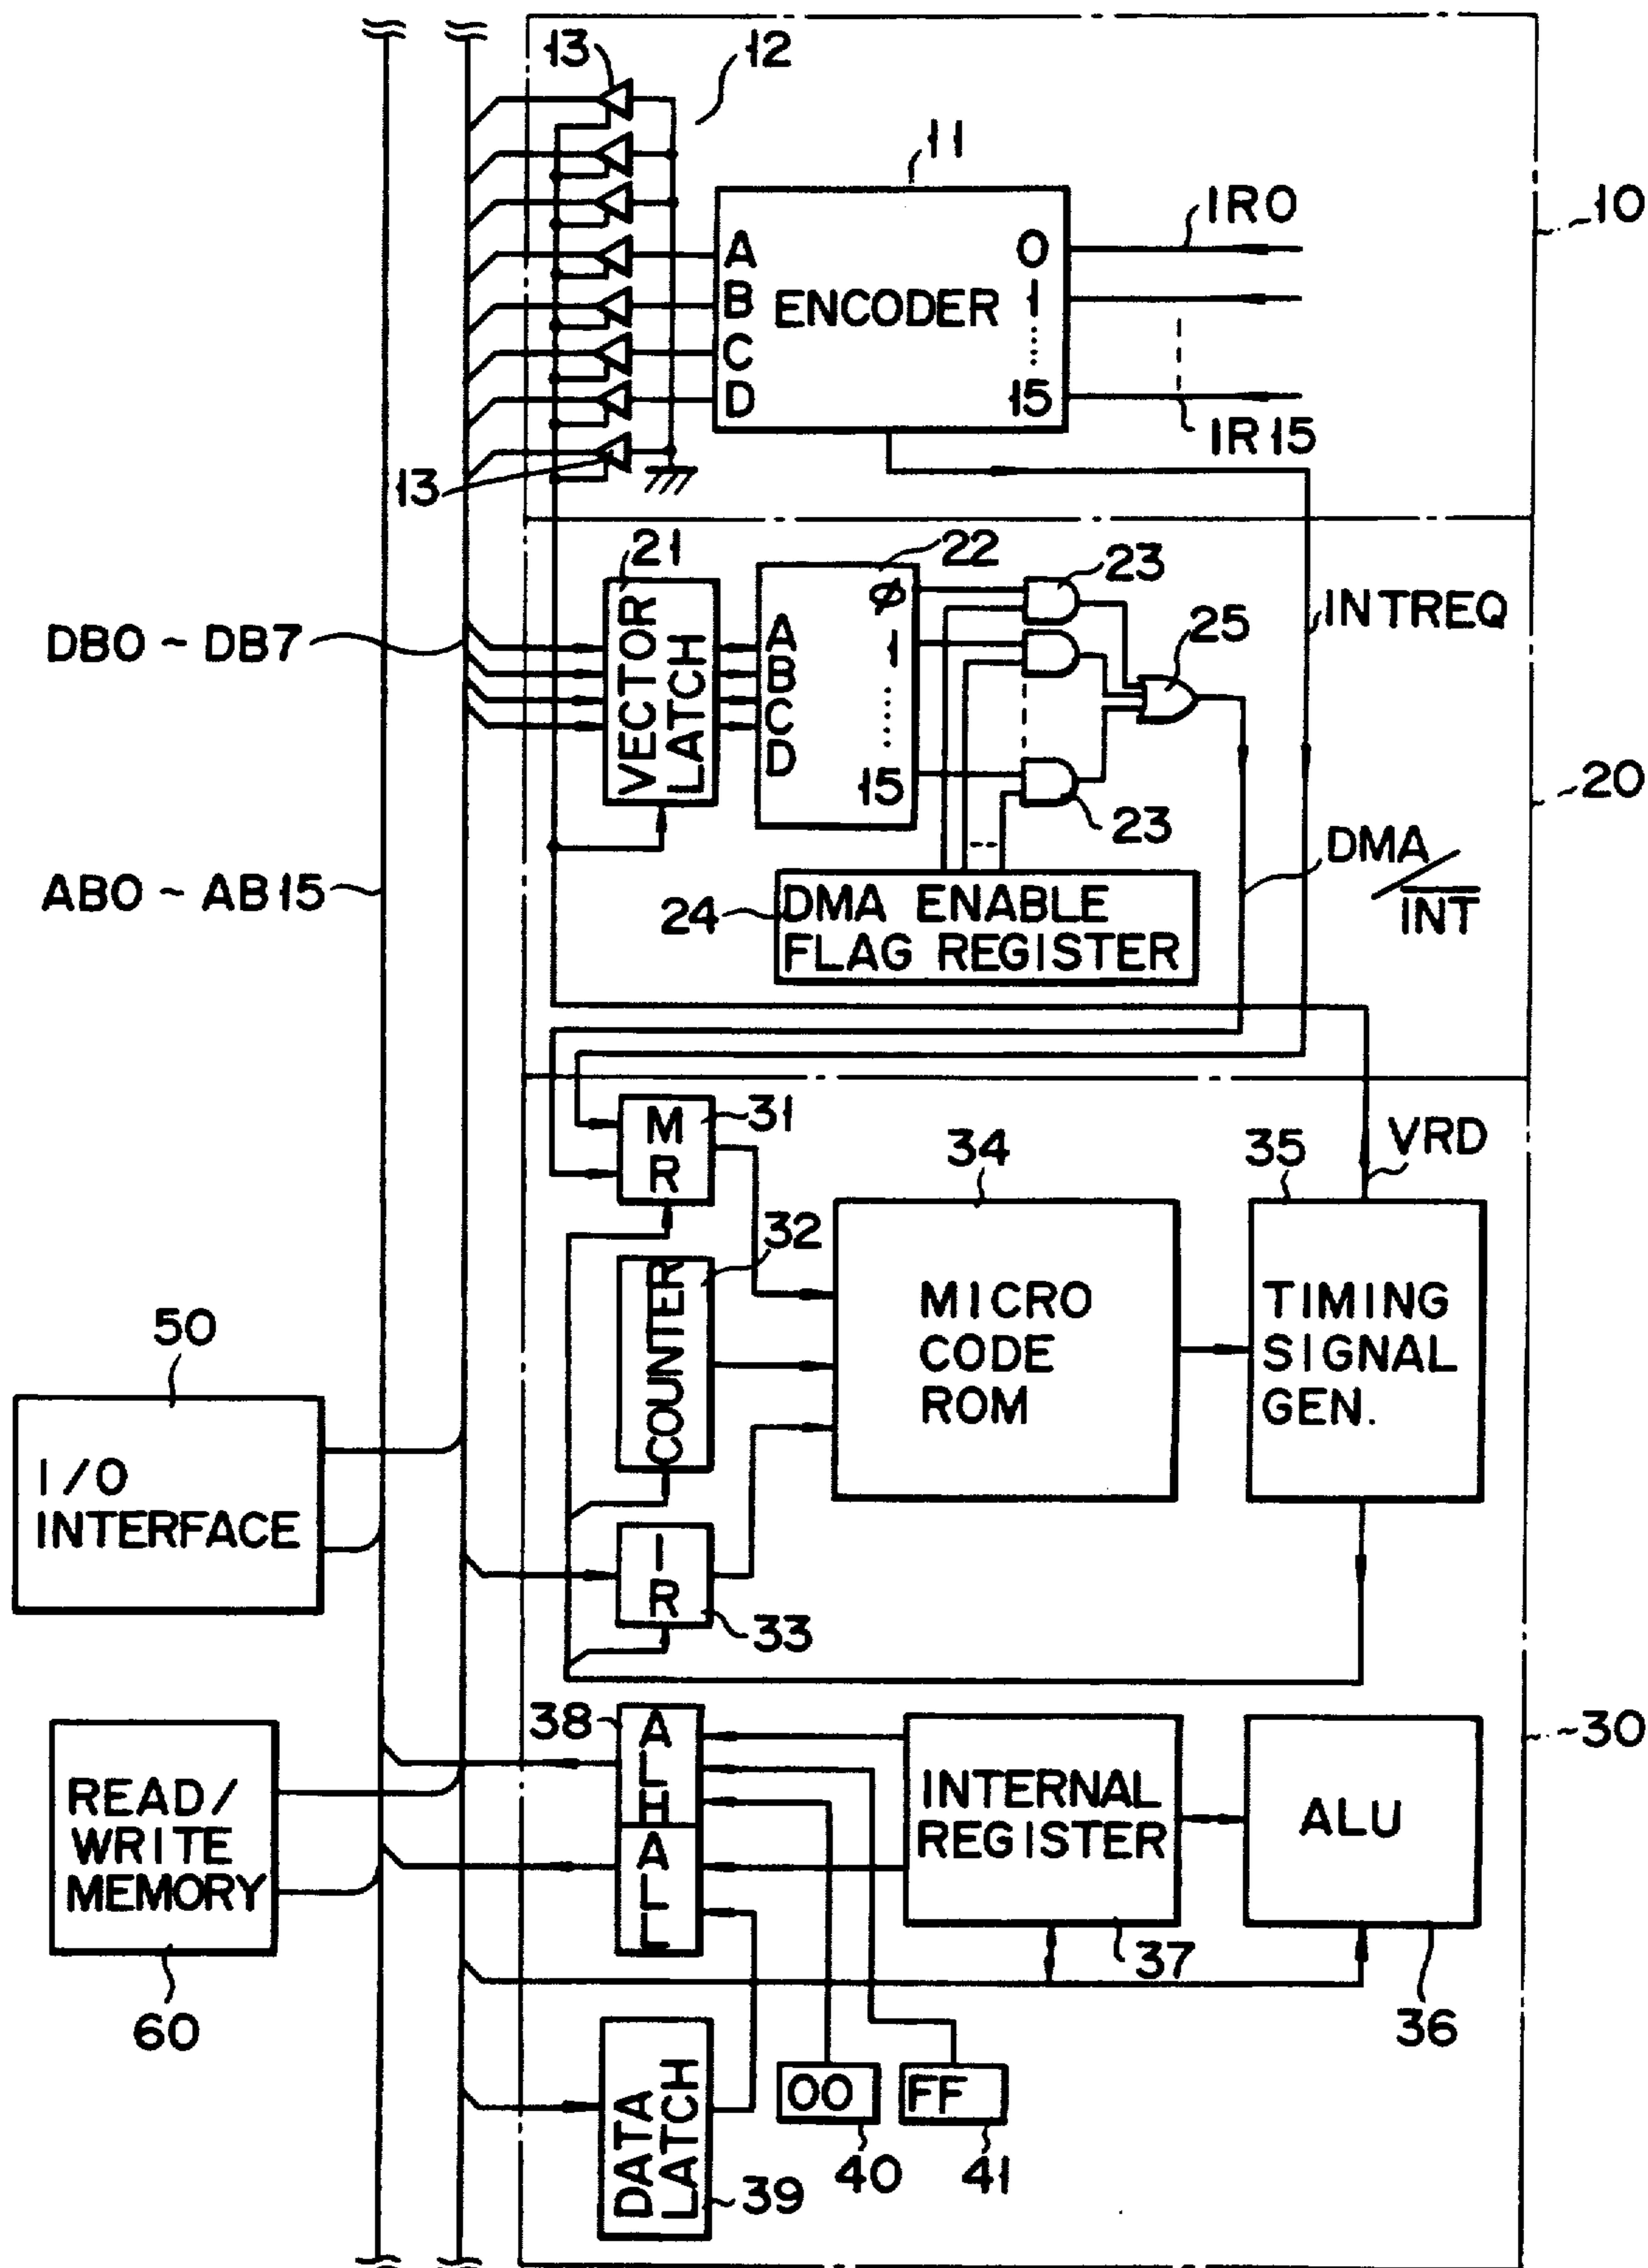 13
12
11
IR0
10
A
0
B
ENCODER
1
C
D
15
IR15
13
21
22
23
φ
VECTOR
LATCH
A
1
B
C
D
15
25
INTREQ
DB0 ~ DB7
20
23
DMA/
INT
AB0 ~ AB15
24
DMA ENABLE
FLAG REGISTER
M
R
31
VRD
34
35
32
COUNTER
MICRO
CODE
ROM
TIMING
SIGNAL
GEN.
50
I/O
INTERFACE
I
R
33
38
A
L
H
A
L
L
30
READ/
WRITE
MEMORY
INTERNAL
REGISTER
ALU
37
60
36
DATA
LATCH
00
FF
40
41
39